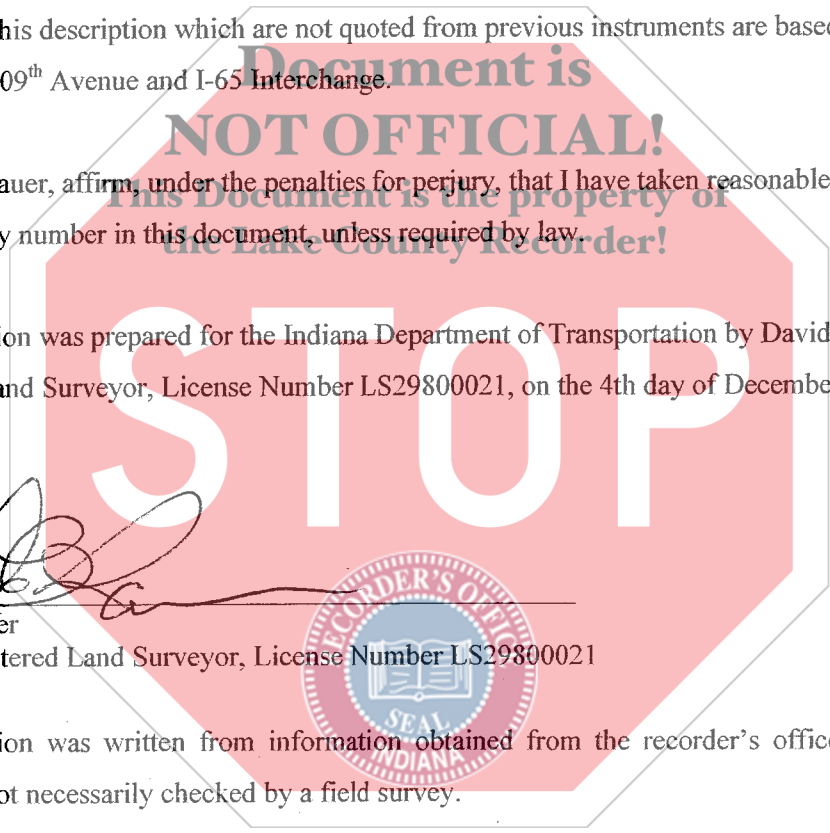 his description which are not quoted from previous instruments are based
Document is
09th Avenue and I-65 Interchange.
NOT OFFICIAL!
auer, affirm, under the penalties for perjury, that I have taken reasonable
This Document is the property of
y number in this document, unless required by law.
the Lake County Recorder!
STOP
ion was prepared for the Indiana Department of Transportation by David
and Surveyor, License Number LS29800021, on the 4th day of Decembe
er
tered Land Surveyor, License Number LS29800021
RECORDER'S OFFIC
SEAL
INDIANA
ion was written from information obtained from the recorder's office
ot necessarily checked by a field survey.